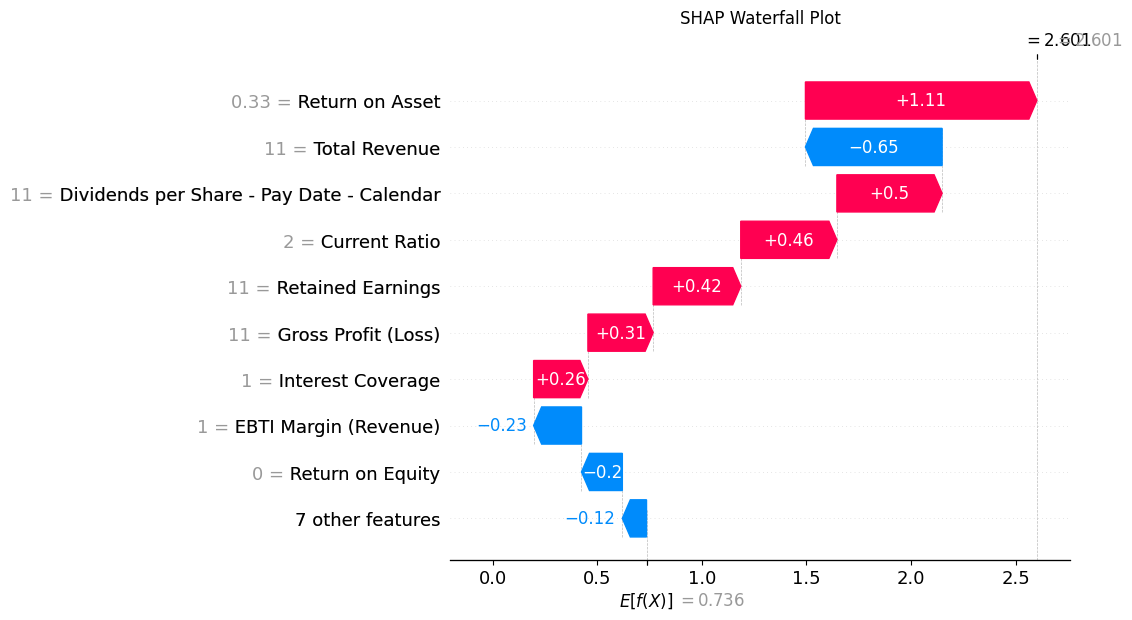 SHAP Waterfall Plot
= 2.601
= 2.601
0.33 = Return on Asset
+1.11
11 = Total Revenue
−0.65
11 = Dividends per Share - Pay Date - Calendar
+0.5
2 = Current Ratio
+0.46
11 = Retained Earnings
+0.42
11 = Gross Profit (Loss)
+0.31
1 = Interest Coverage
+0.26
1 = EBTI Margin (Revenue)
−0.23
0 = Return on Equity
−0.2
7 other features
−0.12
0.0 0.5 1.0 1.5 2.0 2.5
E[f(X)] = 0.736